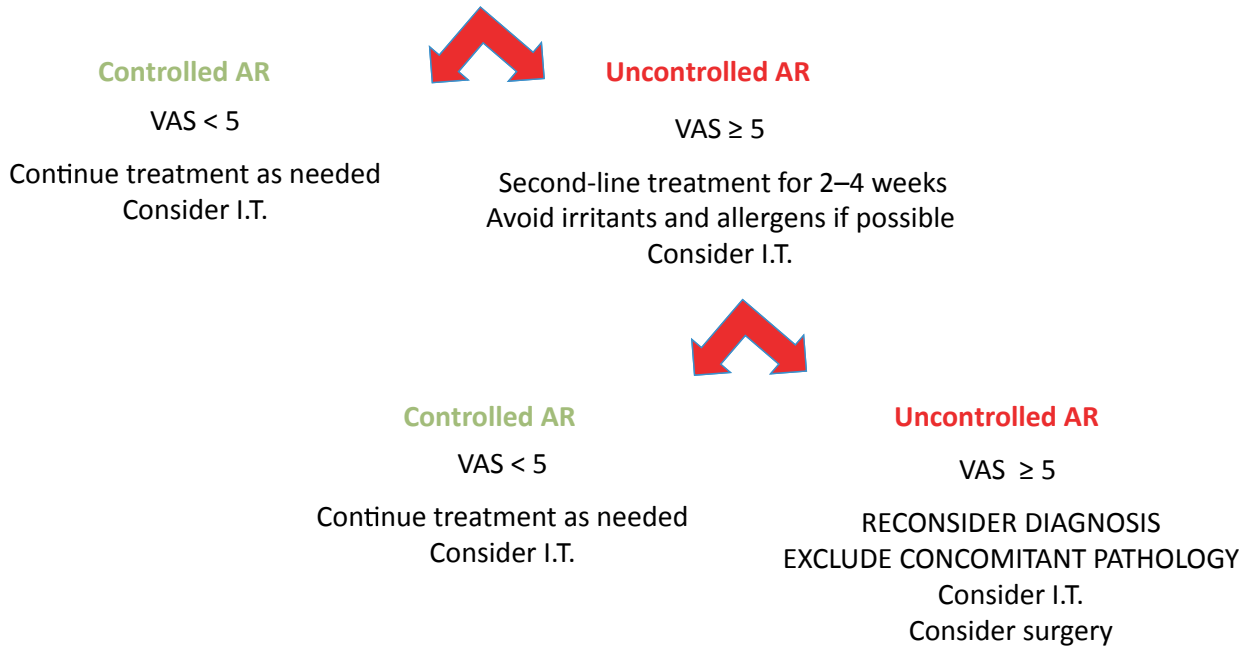 Controlled AR
VAS < 5
Continue treatment as needed
Consider I.T.
Uncontrolled AR
VAS ≥ 5
Second-line treatment for 2–4 weeks
Avoid irritants and allergens if possible
Consider I.T.
Controlled AR
VAS < 5
Continue treatment as needed
Consider I.T.
Uncontrolled AR
VAS ≥ 5
RECONSIDER DIAGNOSIS
EXCLUDE CONCOMITANT PATHOLOGY
Consider I.T.
Consider surgery